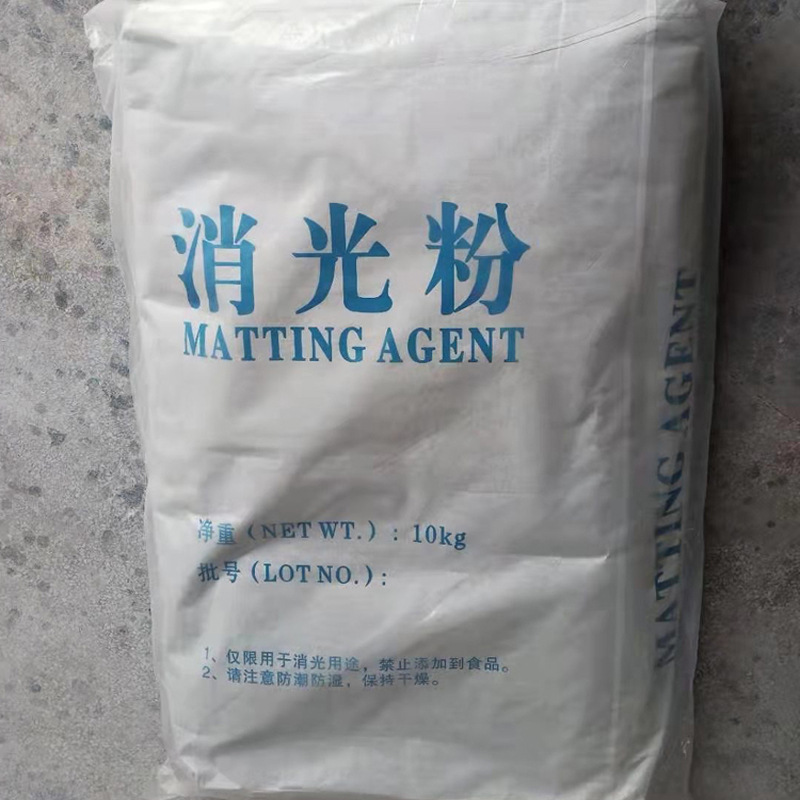 消光粉
MATTING AGENT
净重(NET WT.):10kg
批号(LOT NO.):
1、仅限用于消光用途，禁止添加到食品。
2、请注意防潮防湿，保持干燥。
MATTING AGENT